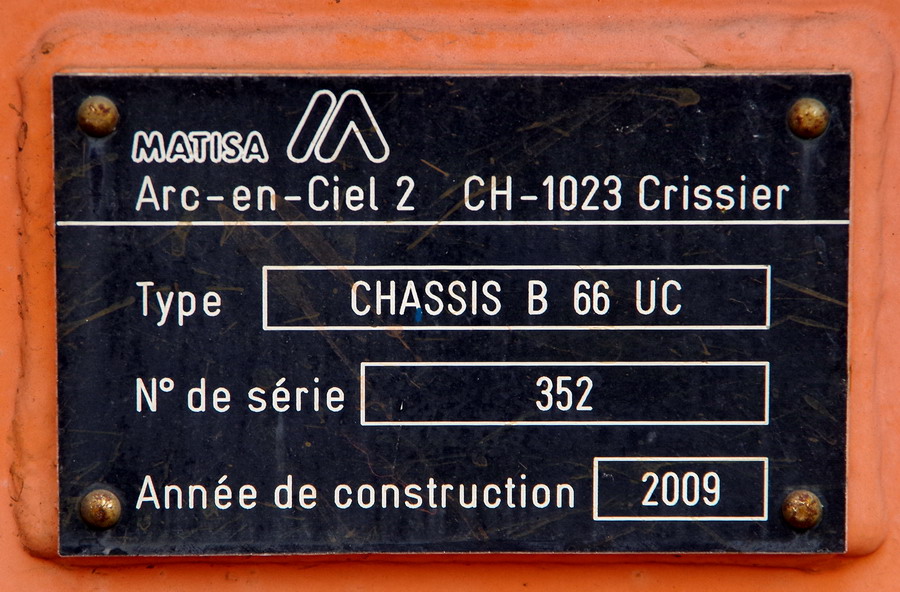 MATISA
Arc-en-Ciel 2 CH-1023 Crissier
Type CHASSIS B 66 UC
N° de série 352
Année de construction 2009